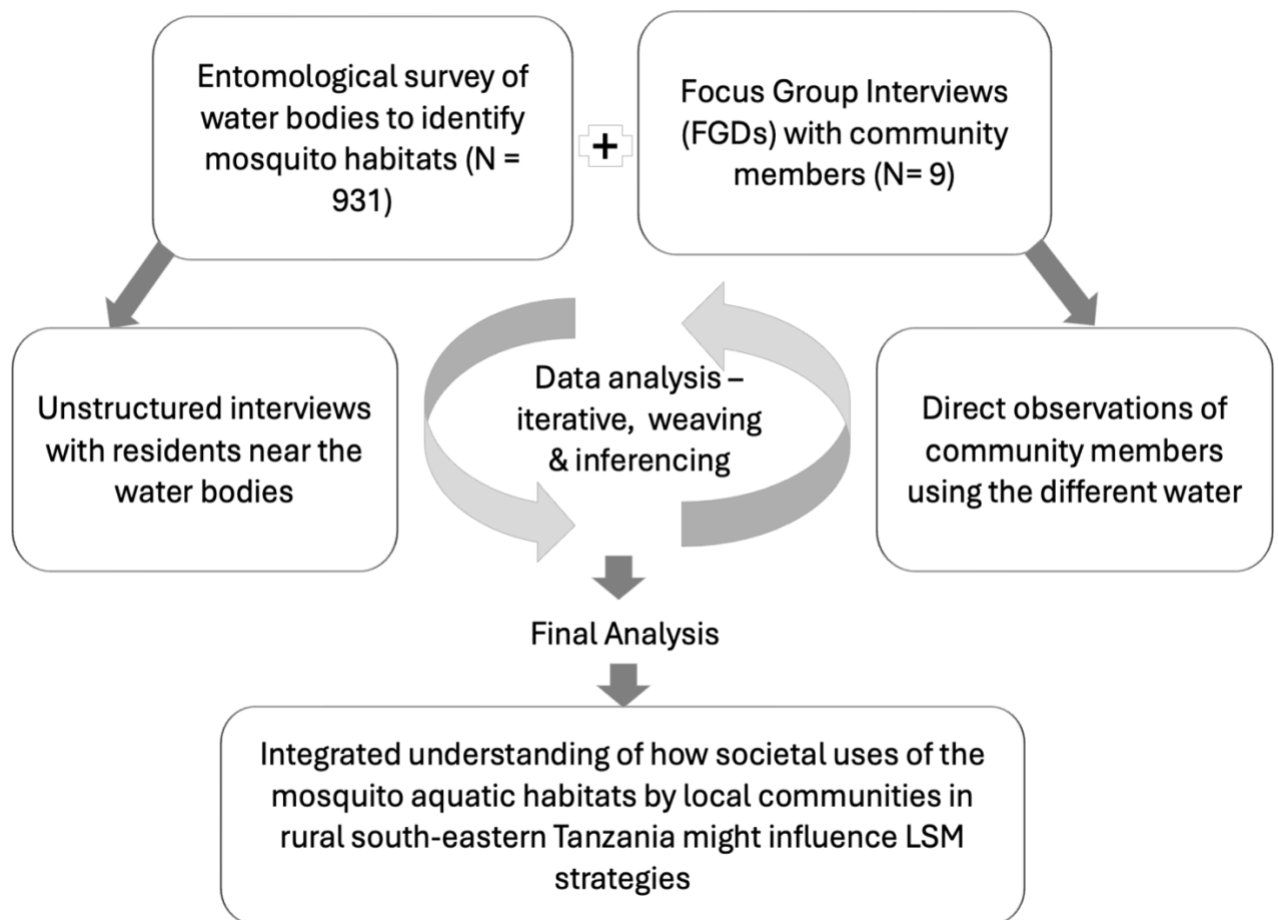 Entomological survey of
water bodies to identify
mosquito habitats (N =
931)
+
Focus Group Interviews
(FGDs) with community
members (N= 9)
Unstructured interviews
with residents near the
water bodies
Data analysis –
iterative, weaving
& inferencing
Direct observations of
community members
using the different water
Final Analysis
Integrated understanding of how societal uses of the
mosquito aquatic habitats by local communities in
rural south-eastern Tanzania might influence LSM
strategies